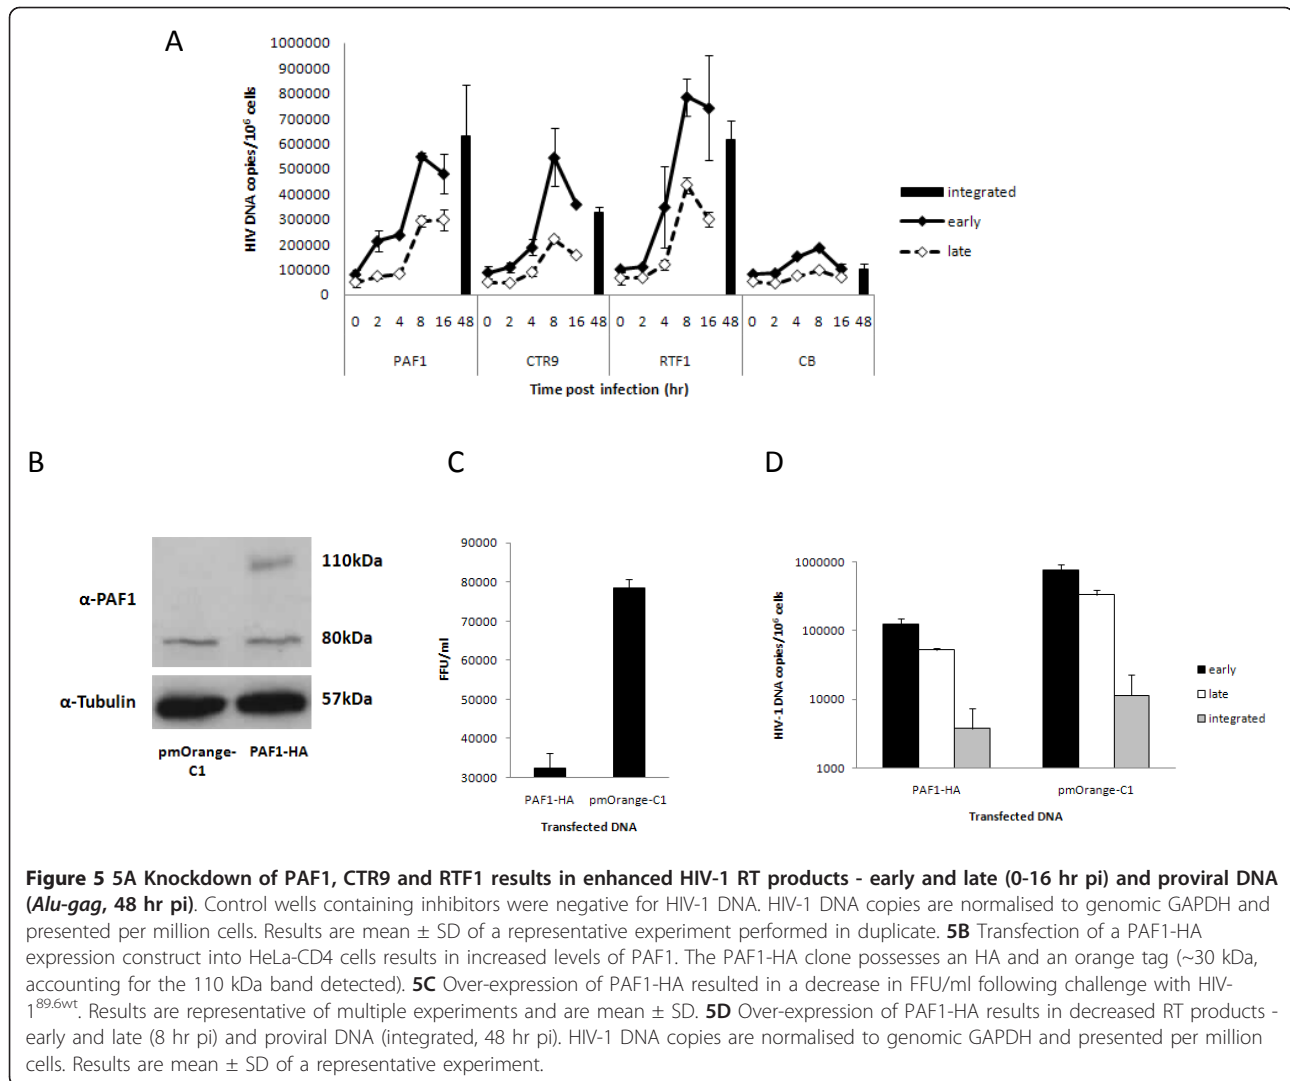 A
HIV DNA copies/10⁶ cells
1000000
900000
800000
700000
600000
500000
400000
300000
200000
100000
0
0 2 4 8 16 48 0 2 4 8 16 48 0 2 4 8 16 48 0 2 4 8 16 48
PAF1 CTR9 RTF1 CB
Time post infection (hr)
integrated
early
late
B
α-PAF1
110kDa
80kDa
α-Tubulin
57kDa
pmOrange-
C1
PAF1-HA
C
FFU/ml
90000
80000
70000
60000
50000
40000
30000
PAF1-HA pmOrange-C1
Transfected DNA
D
HIV-1 DNA copies/10⁶ cells
1000000
100000
10000
1000
PAF1-HA pmOrange-C1
Transfected DNA
early
late
integrated
Figure 5 5A Knockdown of PAF1, CTR9 and RTF1 results in enhanced HIV-1 RT products - early and late (0-16 hr pi) and proviral DNA
(Alu-gag, 48 hr pi). Control wells containing inhibitors were negative for HIV-1 DNA. HIV-1 DNA copies are normalised to genomic GAPDH and
presented per million cells. Results are mean ± SD of a representative experiment performed in duplicate. 5B Transfection of a PAF1-HA
expression construct into HeLa-CD4 cells results in increased levels of PAF1. The PAF1-HA clone possesses an HA and an orange tag (~30 kDa,
accounting for the 110 kDa band detected). 5C Over-expression of PAF1-HA resulted in a decrease in FFU/ml following challenge with HIV-
1⁸⁹·⁶ʷᵗ. Results are representative of multiple experiments and are mean ± SD. 5D Over-expression of PAF1-HA results in decreased RT products -
early and late (8 hr pi) and proviral DNA (integrated, 48 hr pi). HIV-1 DNA copies are normalised to genomic GAPDH and presented per million
cells. Results are mean ± SD of a representative experiment.